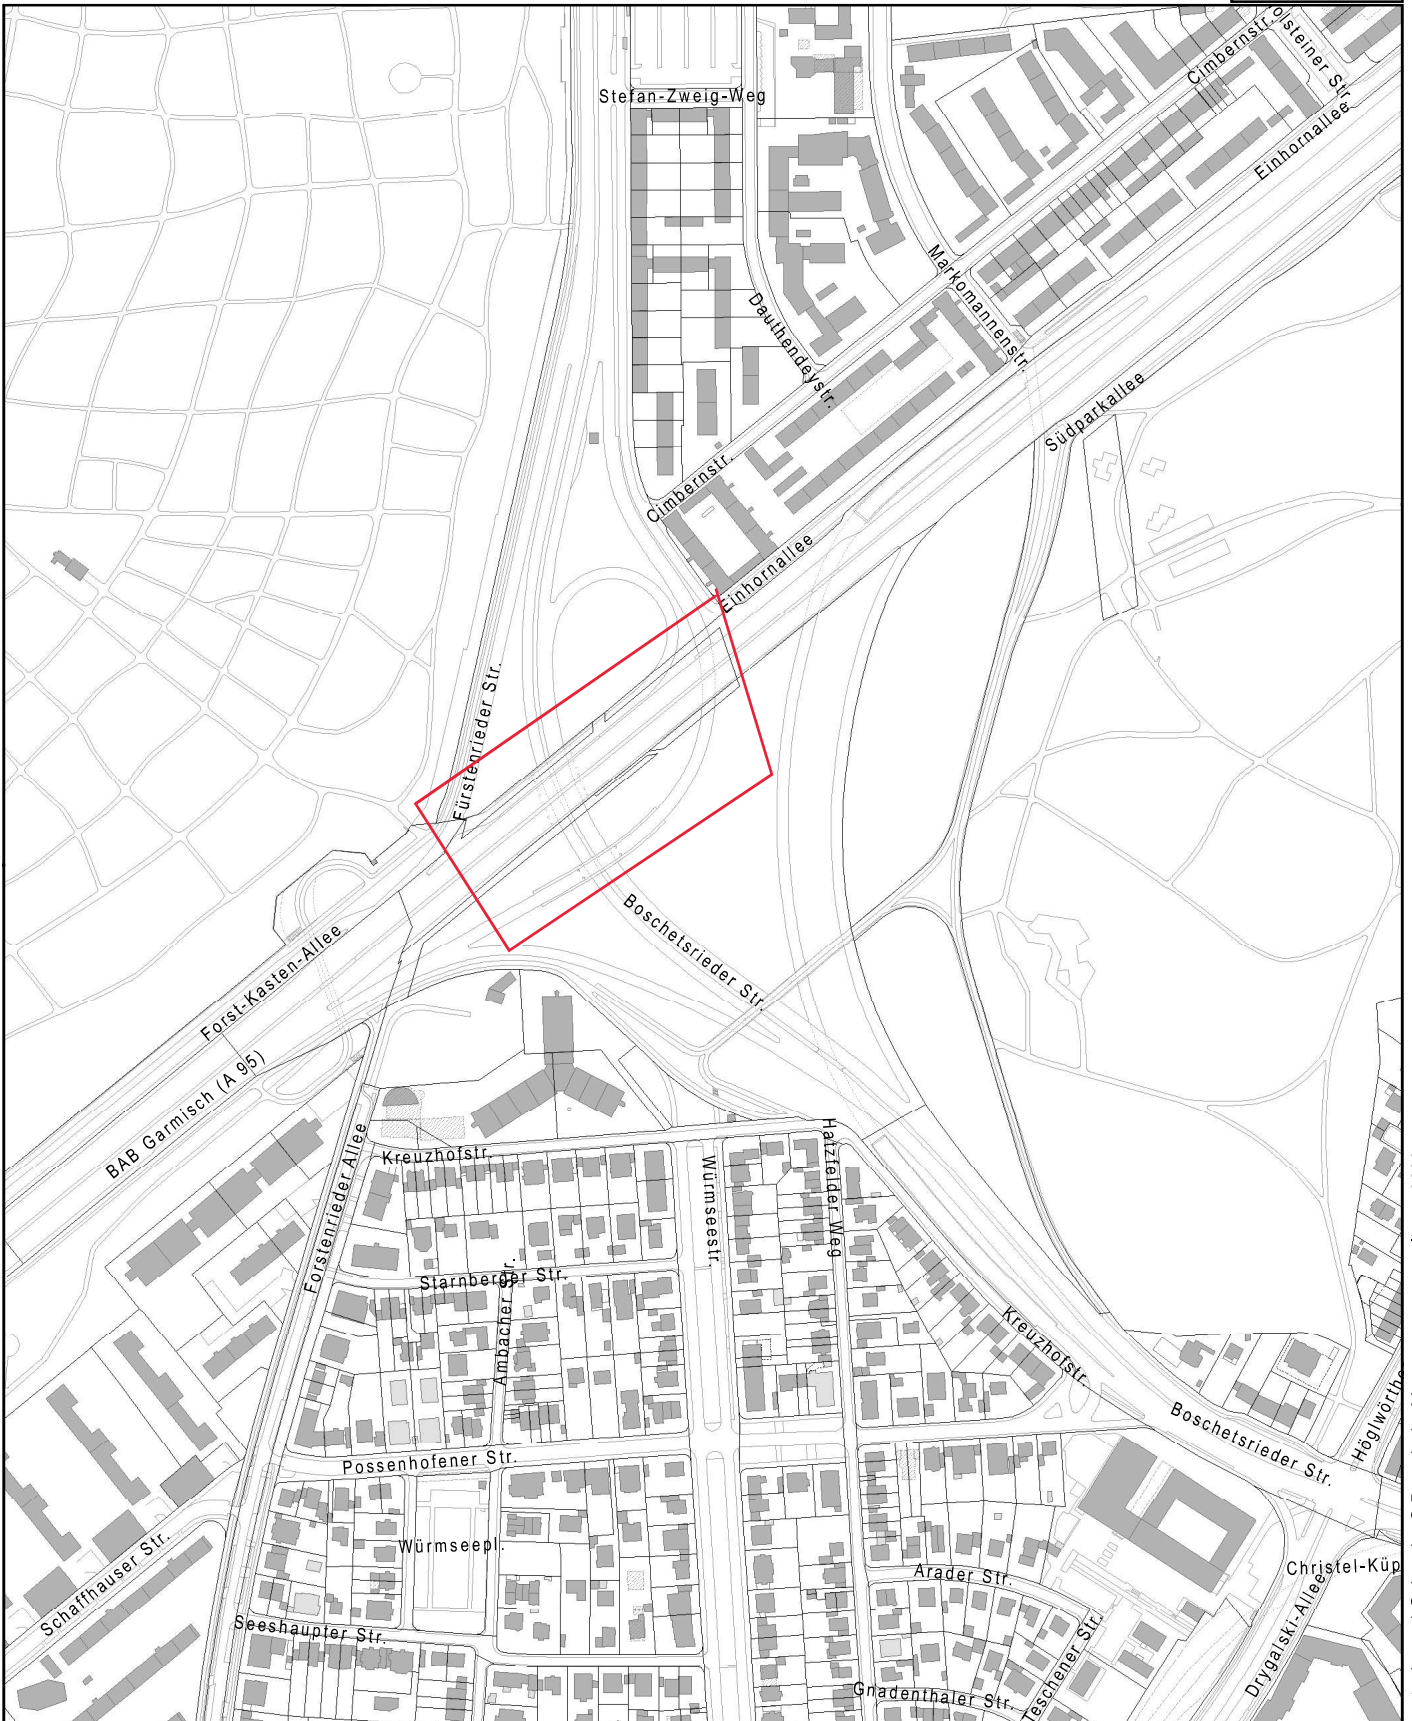 Stefan-Zweig-Weg
Cimbernstr.
olsteiner Str.
Einhornallee
Markomannenstr.
Dauthendeystr.
Südparkallee
Cimbernstr.
Einhornallee
Fürstenrieder Str.
Boschetsrieder Str.
Forst-Kasten-Allee
BAB Garmisch (A 95)
Forstenrieder Allee
Kreuzhofstr.
Würmseestr.
Hatzfelder Weg
Starnberger Str.
Ambacher Str.
Kreuzhofstr.
Possenhofener Str.
Boschetsrieder Str.
Höglwörthe
Würmseepl.
Schaffhauser Str.
Arader Str.
Christel-Küp
Seeshaupter Str.
Teschener Str.
Drygalski-Allee
Gnadenthaler Str.